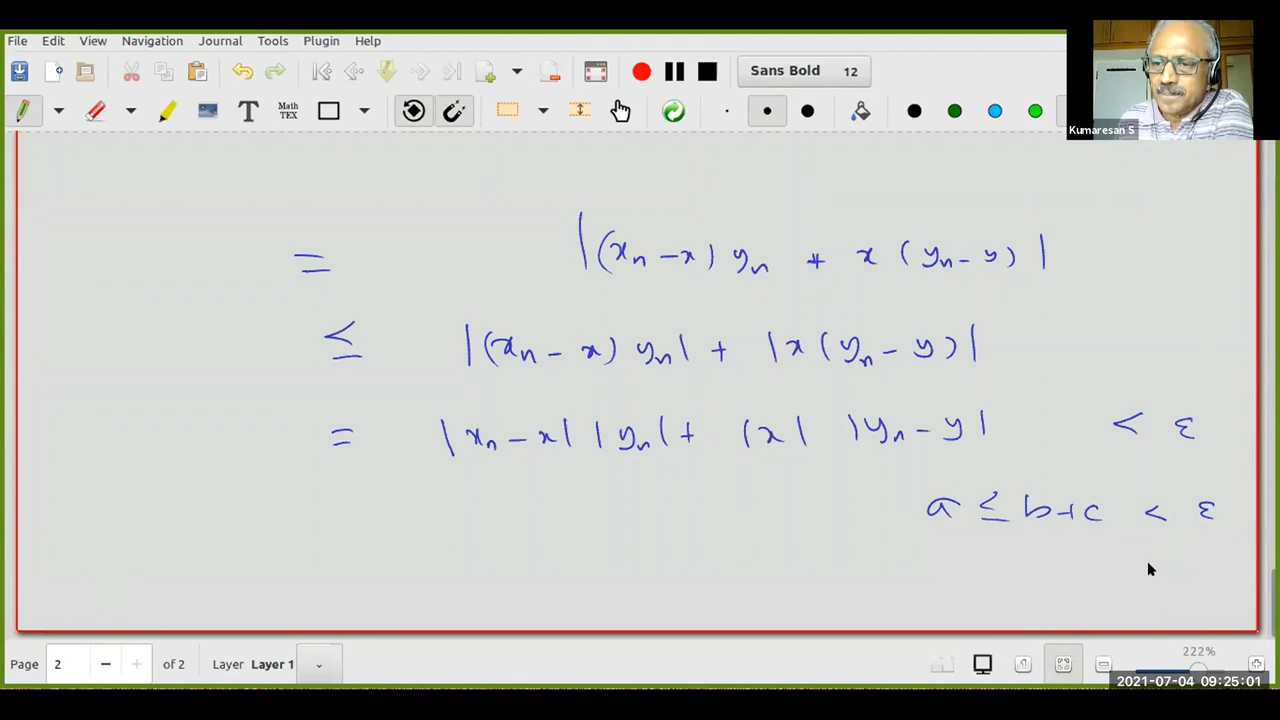 File Edit View Navigation Journal Tools Plugin Help
Sans Bold 12
T Math TEX
Kumaresan S
= |(xₙ − x) yₙ + x (yₙ − y)|
≤ |(xₙ − x) yₙ| + |x (yₙ − y)|
= |xₙ − x| |yₙ| + |x| |yₙ − y| < ε
a ≤ b + c < ε
Page 2 − + of 2 Layer Layer 1 222%
2021-07-04 09:25:01